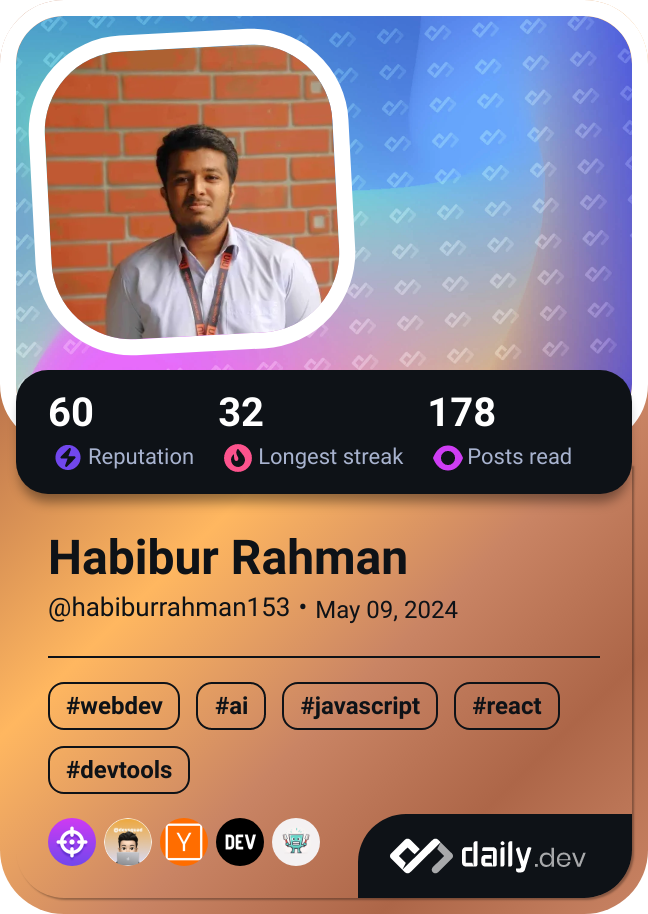 60 32 178
Reputation Longest streak Posts read
Habibur Rahman
@habiburrahman153 • May 09, 2024
#webdev #ai #javascript #react
#devtools
Y DEV daily.dev